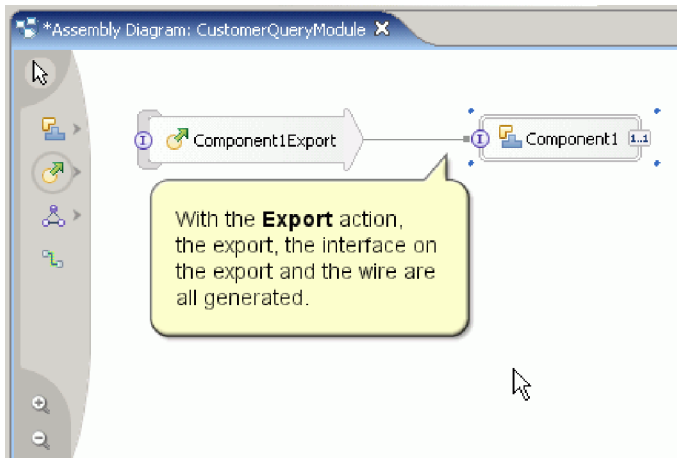 *Assembly Diagram: CustomerQueryModule
I Component1Export
I Component1 1..1
With the Export action,
the export, the interface on
the export and the wire are
all generated.